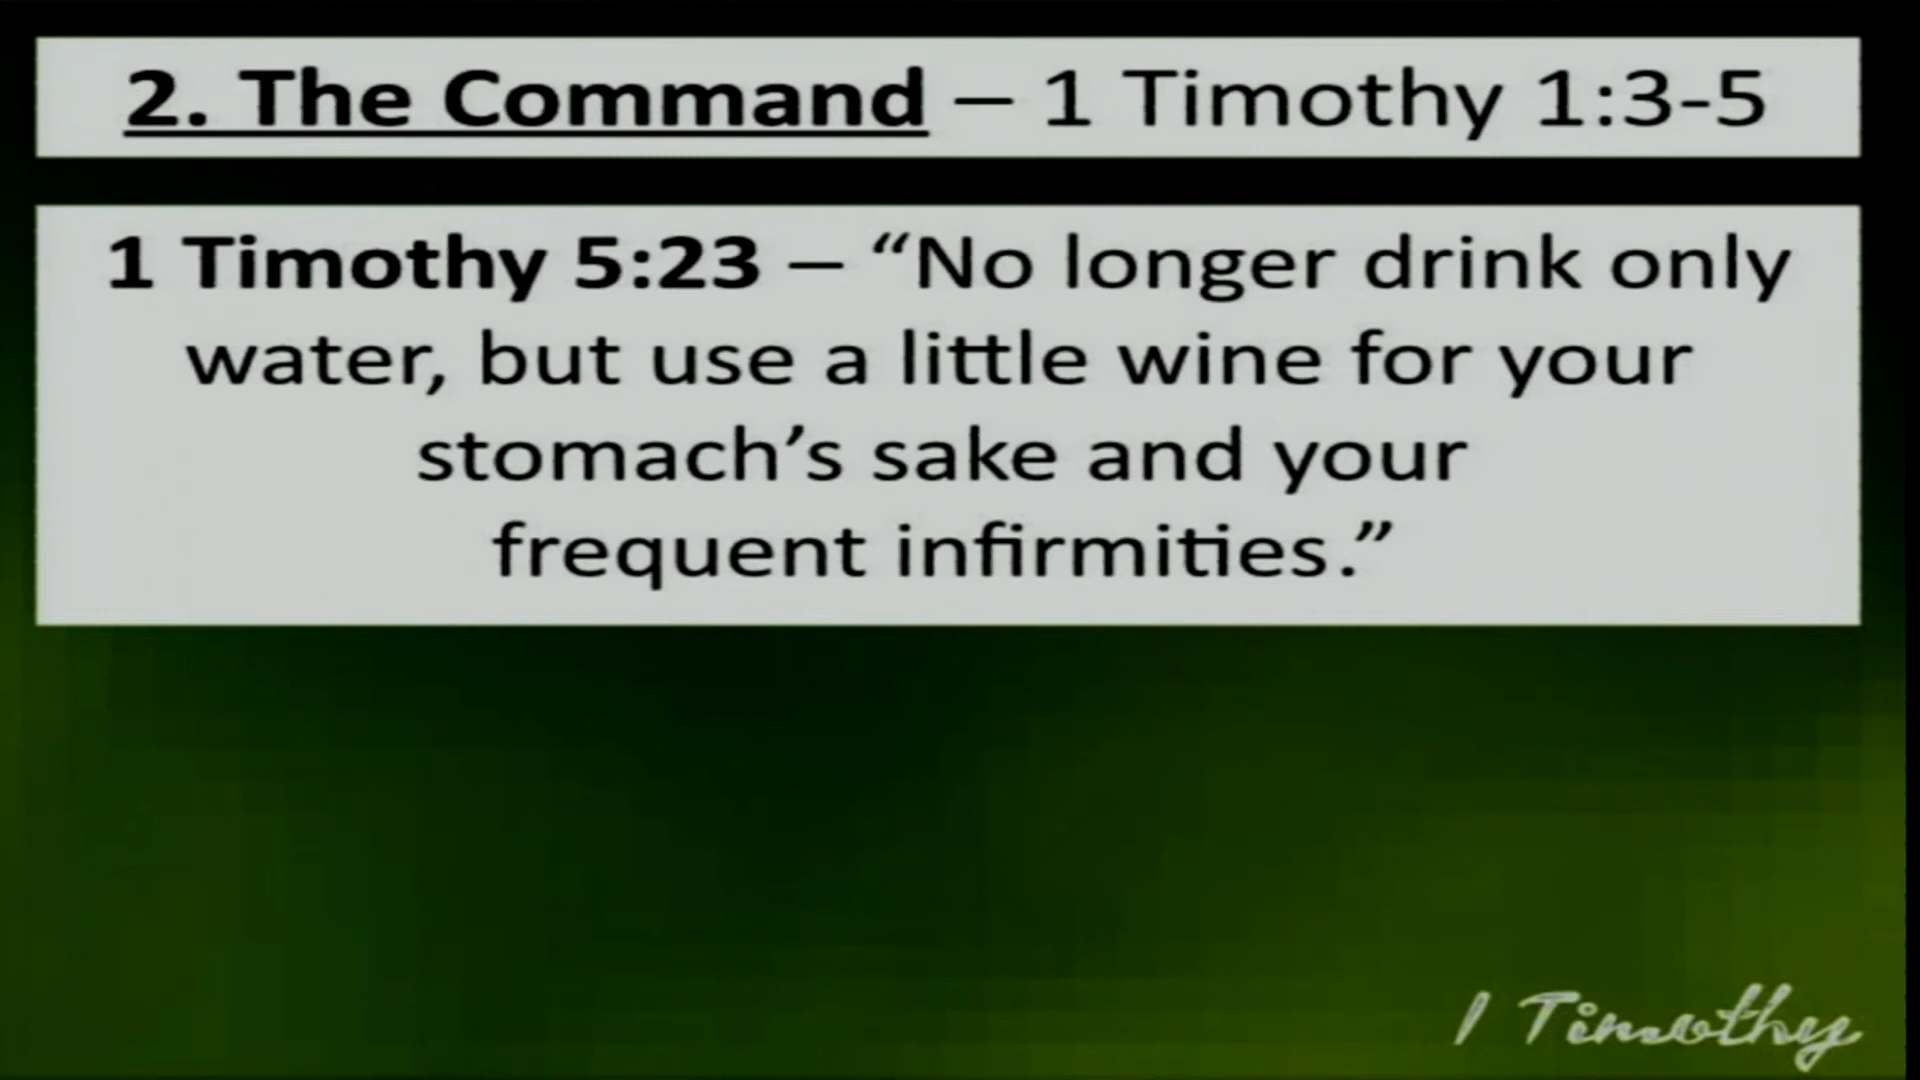 2. The Command – 1 Timothy 1:3-5
1 Timothy 5:23 – “No longer drink only
water, but use a little wine for your
stomach’s sake and your
frequent infirmities.”
1 Timothy